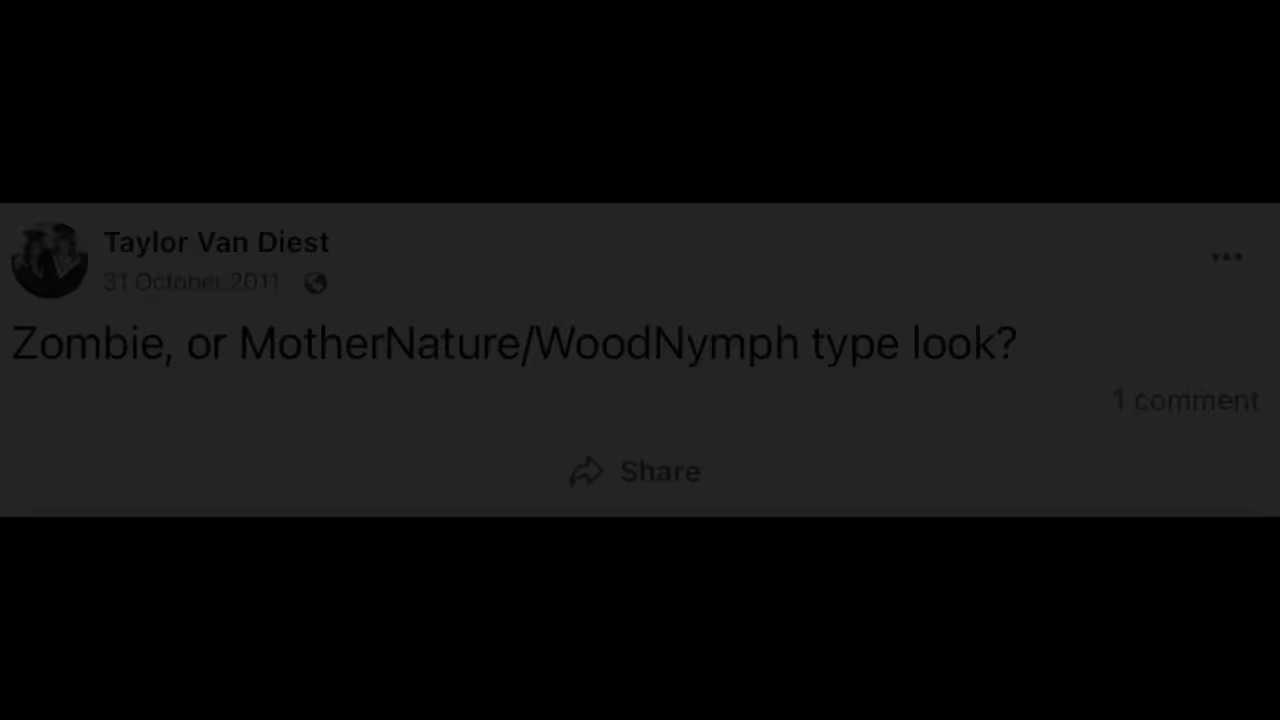 Taylor Van Diest
31 October 2011
Zombie, or MotherNature/WoodNymph type look?
1 comment
Share